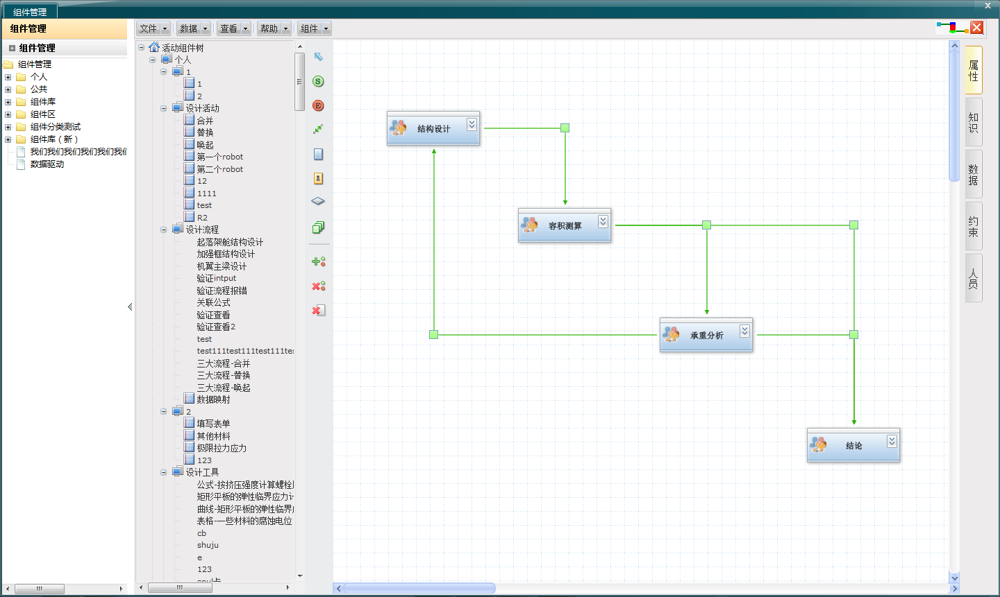 组件管理
组件管理
组件管理
组件管理
个人
公共
组件库
组件区
组件分类测试
组件库（新）
我们我们我们我们我们我们
数据驱动
文件
数据
查看
帮助
组件
活动组件树
个人
1
1
2
设计活动
合并
替换
唤起
第一个robot
第二个robot
12
1111
test
R2
设计流程
起落架舱结构设计
加强框结构设计
机翼主梁设计
验证intput
验证流程报错
关联公式
验证查看
验证查看2
test
test111test111test111tes
三大流程-合并
三大流程-替换
三大流程-唤起
数据映射
2
填写表单
其他材料
极限拉力应力
123
设计工具
公式-按挤压强度计算螺栓
矩形平板的弹性临界应力计
曲线-矩形平板的弹性临界
表格-一些材料的腐蚀电位
cb
shuju
e
123
S
E
结构设计
容积测算
承重分析
结论
属性
知识
数据
约束
人员